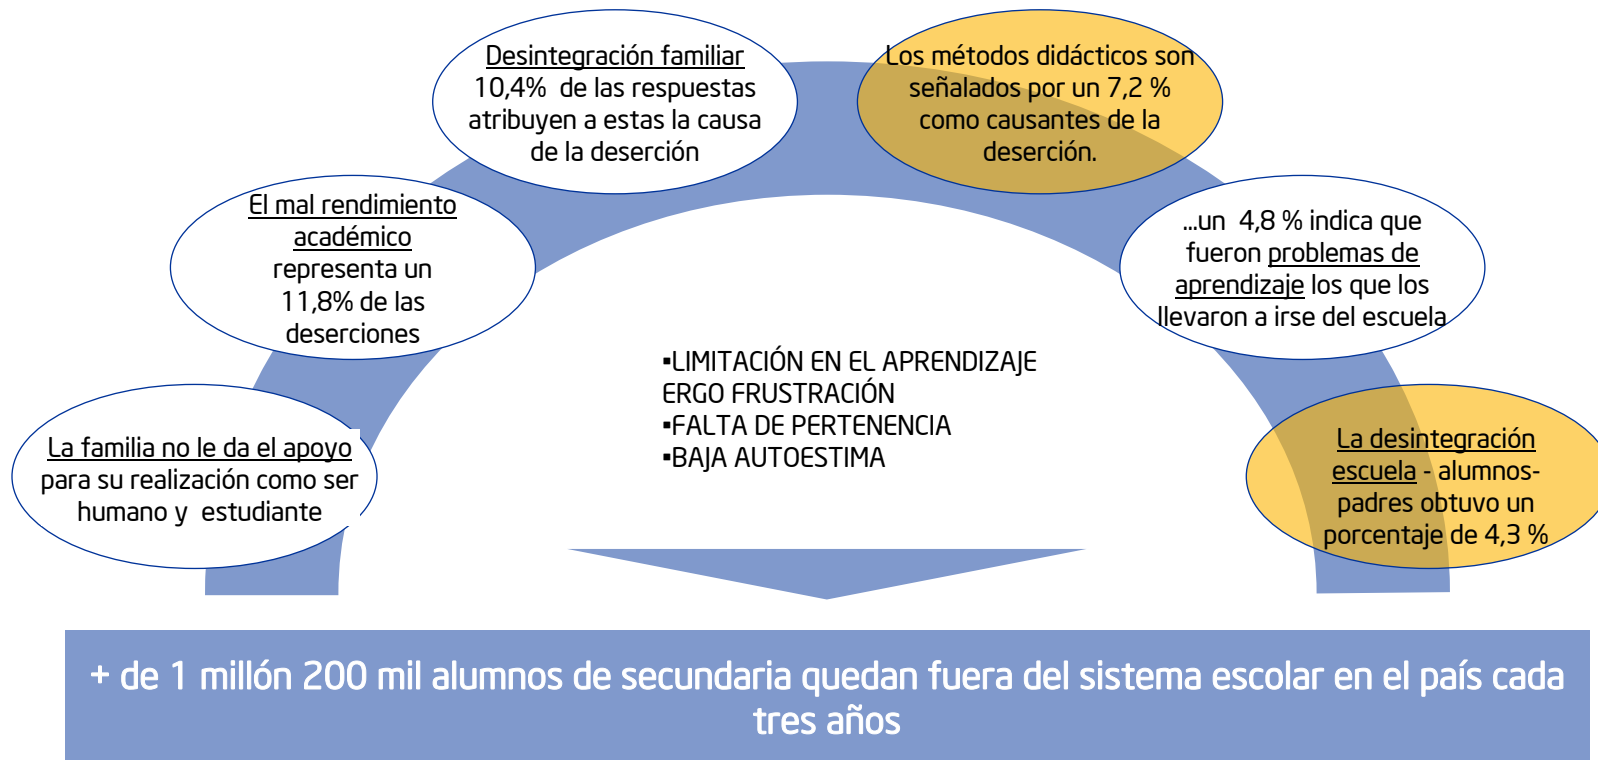 Desintegración familiar
10,4% de las respuestas
atribuyen a estas la causa
de la deserción
Los métodos didácticos son
señalados por un 7,2 %
como causantes de la
deserción.
El mal rendimiento
académico
representa un
11,8% de las
deserciones
...un 4,8 % indica que
fueron problemas de
aprendizaje los que los
llevaron a irse del escuela
▪LIMITACIÓN EN EL APRENDIZAJE
ERGO FRUSTRACIÓN
▪FALTA DE PERTENENCIA
▪BAJA AUTOESTIMA
La familia no le da el apoyo
para su realización como ser
humano y estudiante
La desintegración
escuela - alumnos-
padres obtuvo un
porcentaje de 4,3 %
+ de 1 millón 200 mil alumnos de secundaria quedan fuera del sistema escolar en el país cada
tres años